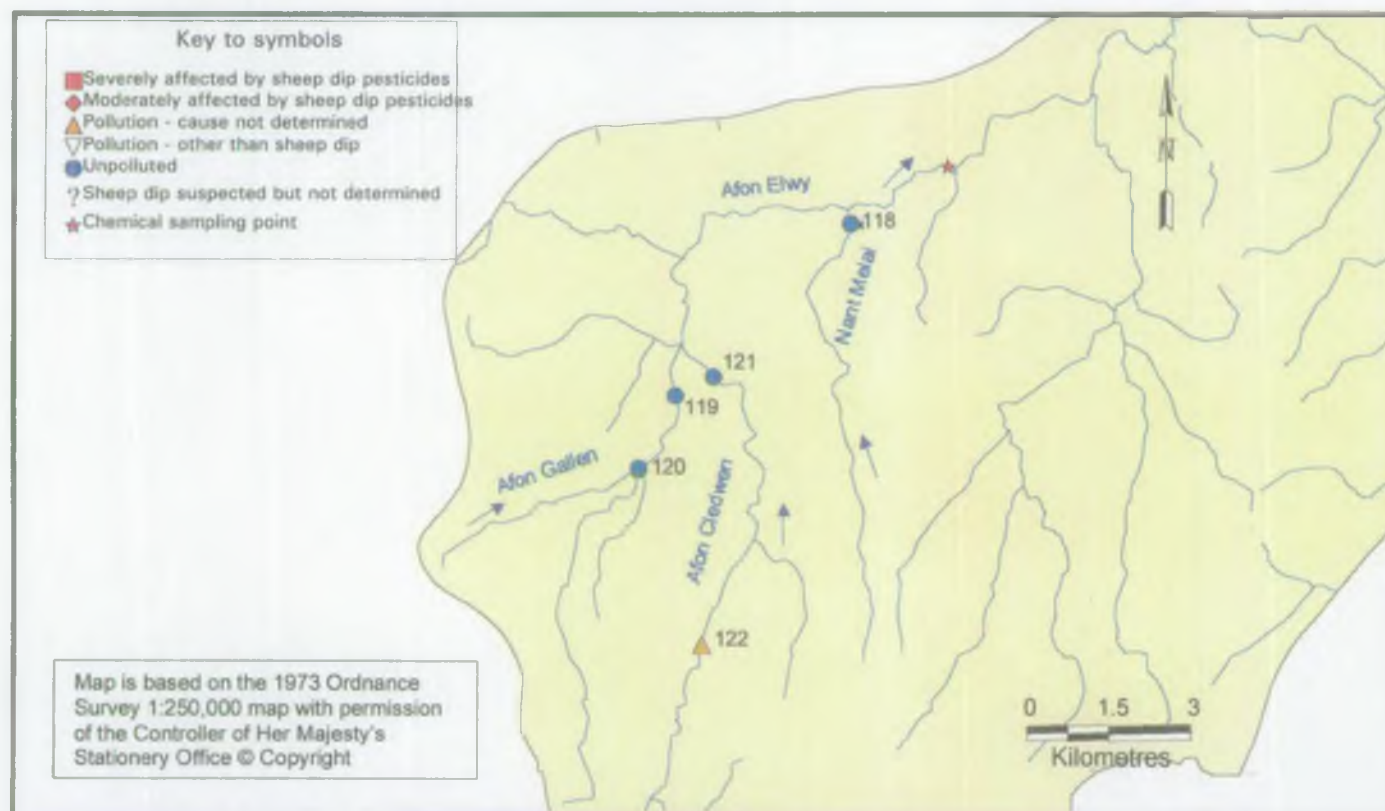 Key to symbols
Severely affected by sheep dip pesticides
Moderately affected by sheep dip pesticides
Pollution - cause not determined
Pollution - other than sheep dip
Unpolluted
? Sheep dip suspected but not determined
Chemical sampling point
Afon Elwy
N
118
Nant Melai
121
119
Afon Gallen
120
Afon Cledwen
122
Map is based on the 1973 Ordnance
Survey 1:250,000 map with permission
of the Controller of Her Majesty's
Stationery Office © Copyright
0 1.5 3
Kilometres